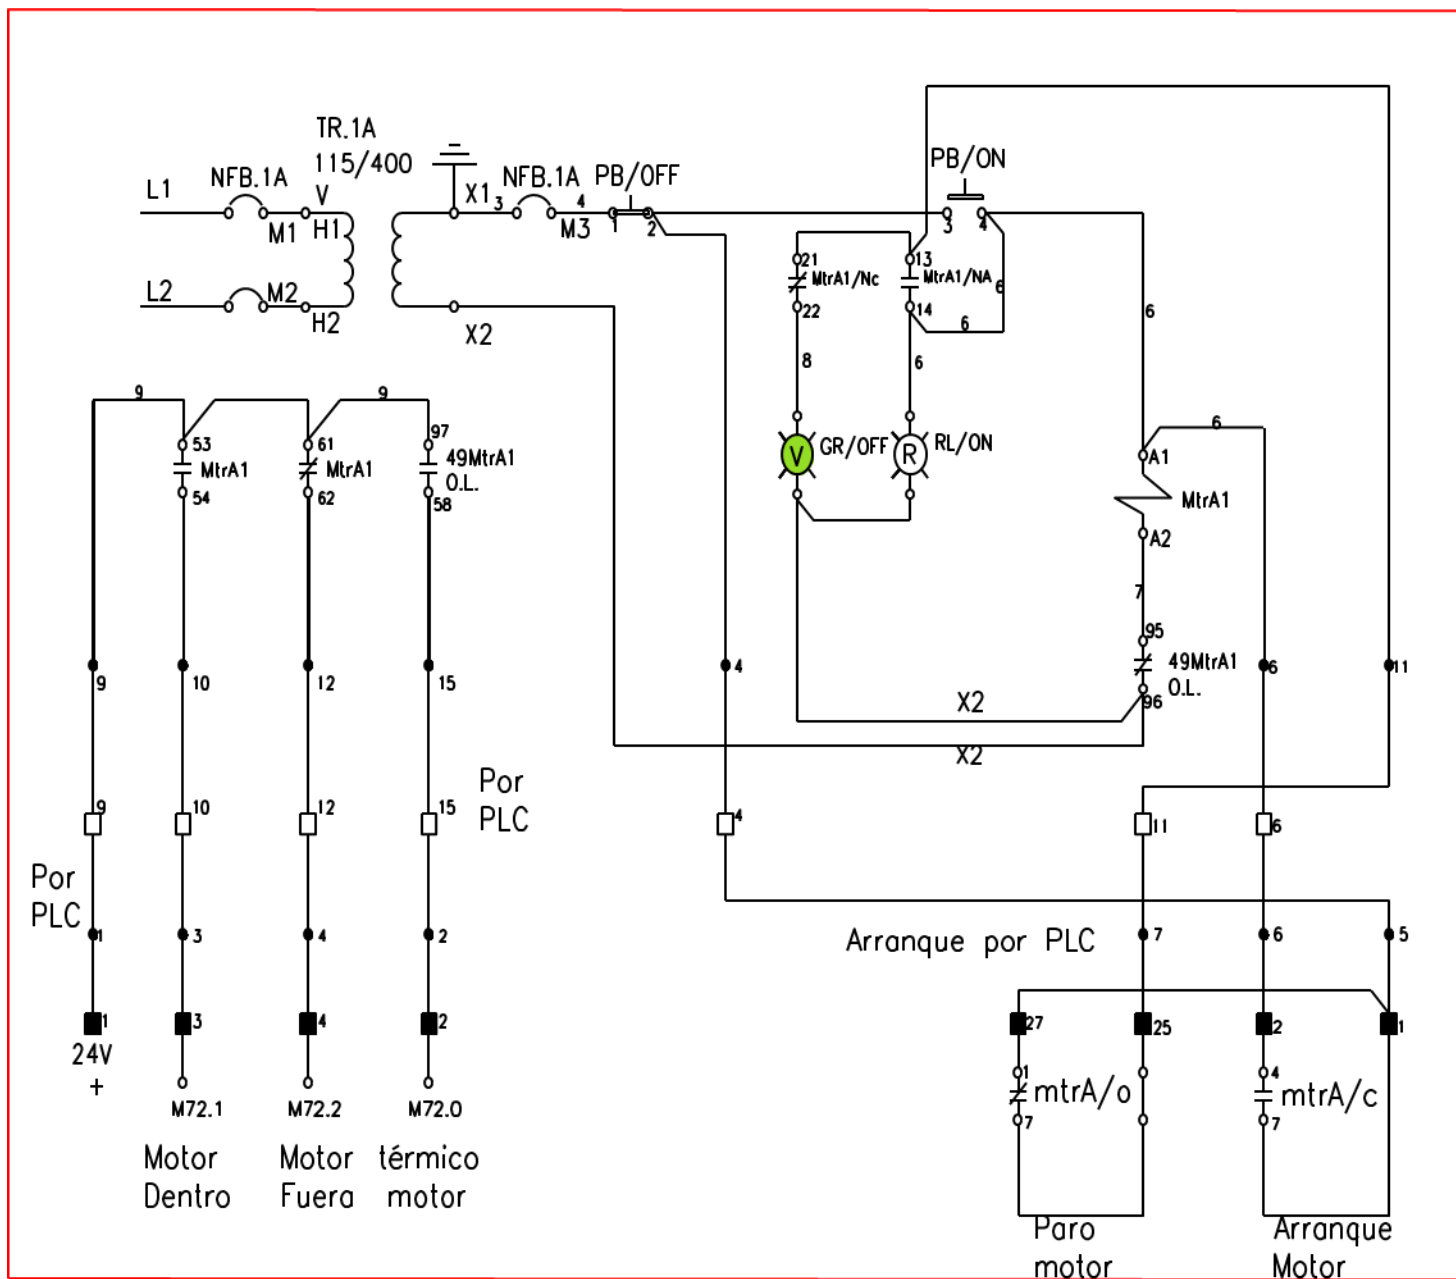 TR.1A
115/400
V
L1
NFB.1A
M1
H1
X1
3
NFB.1A
4
M3
PB/OFF
1
2
PB/ON
3
4
L2
M2
H2
X2
21
MtrA1/Nc
22
13
MtrA1/NA
14
6
6
6
8
6
9
9
53
MtrA1
54
61
MtrA1
62
97
49MtrA1
O.L.
58
V
GR/OFF
R
RL/ON
6
A1
MtrA1
A2
7
95
49MtrA1
O.L.
96
9
10
12
15
4
6
11
X2
X2
Por
PLC
9
10
12
15
4
11
6
Por
PLC
1
3
4
2
Arranque por PLC
7
6
5
1
3
4
2
27
25
2
1
24V
+
M72.1
M72.2
M72.0
1
mtrA/o
7
4
mtrA/c
7
Motor
Dentro
Motor
Fuera
térmico
motor
Paro
motor
Arranque
Motor